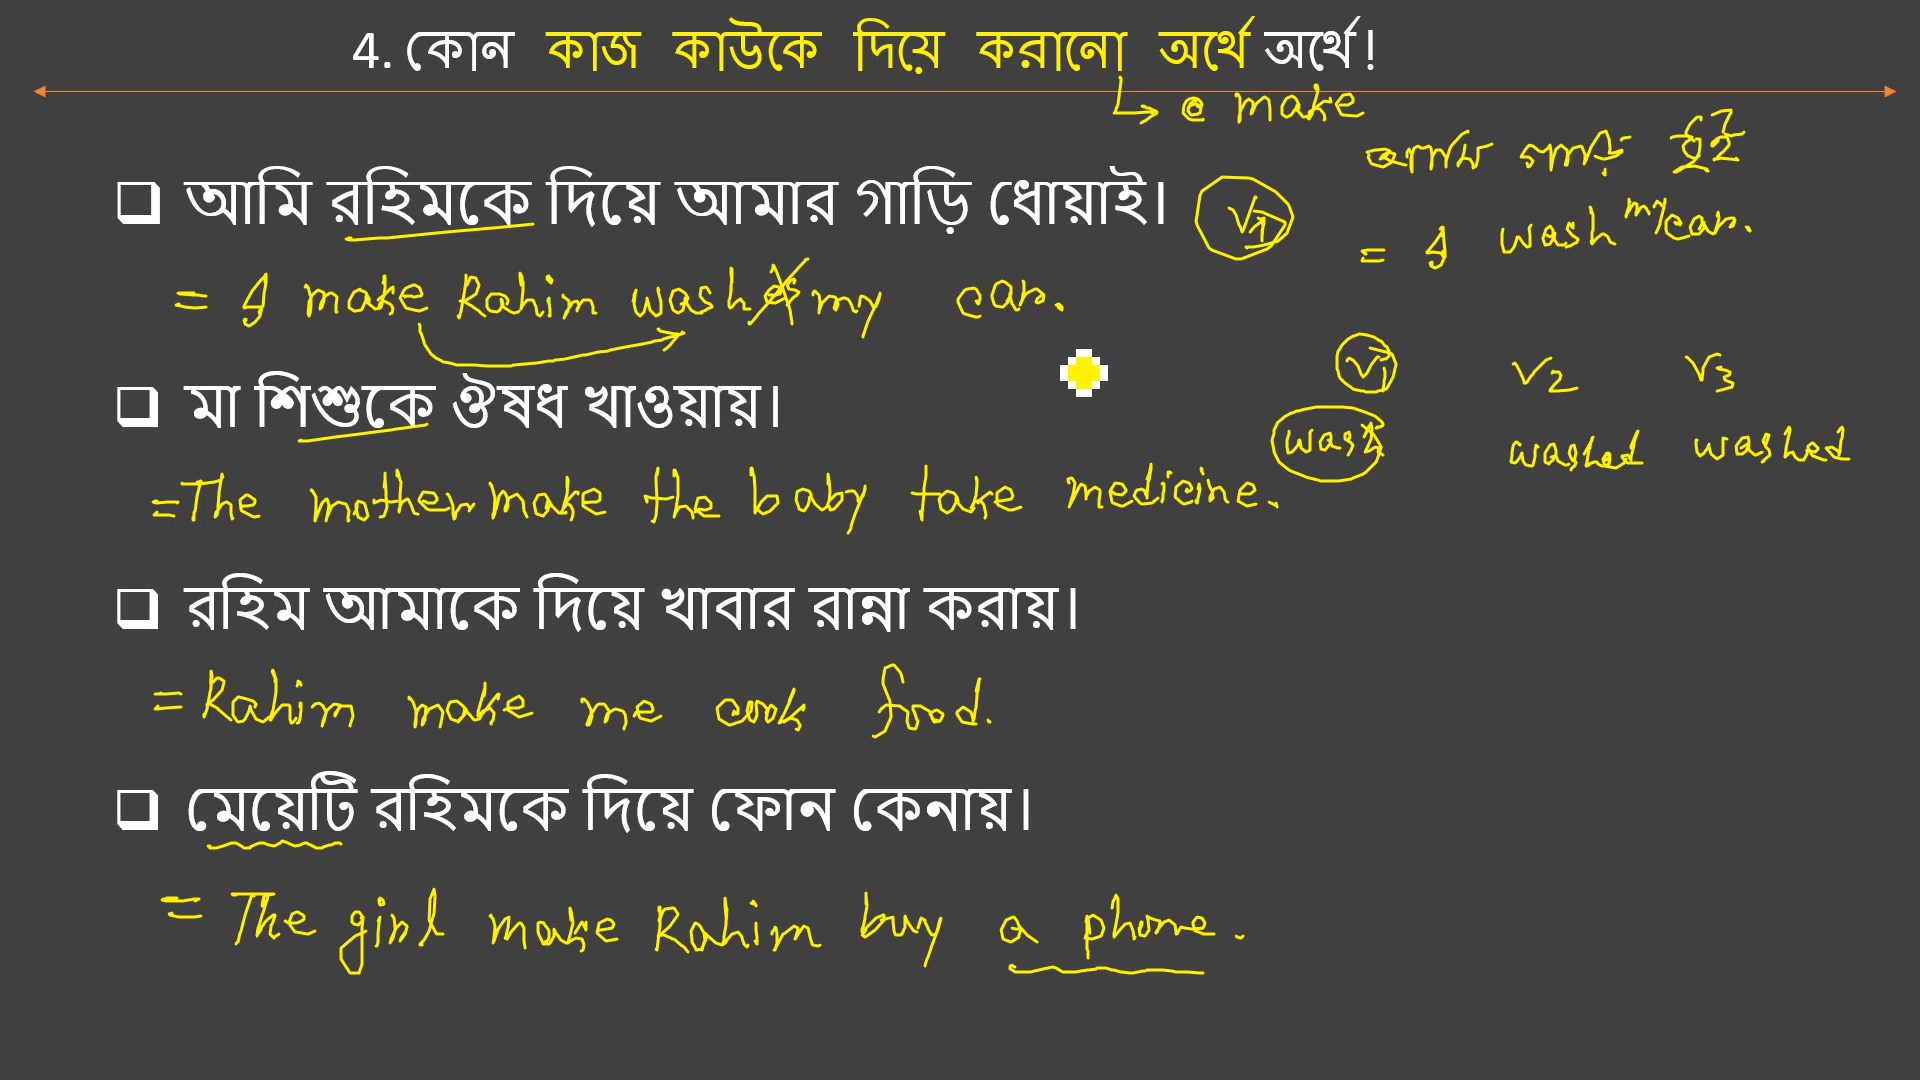 4. কোন কাজ কাউকে দিয়ে করানো অর্থে অর্থে!
make
আমি গাড়ি ধুই
❑ আমি রহিমকে দিয়ে আমার গাড়ি ধোয়াই। V1
= I wash my car.
= I make Rahim wash my car.
V1 V2 V3
❑ মা শিশুকে ঔষধ খাওয়ায়।
wash washed washed
=The mother make the baby take medicine.
❑ রহিম আমাকে দিয়ে খাবার রান্না করায়।
= Rahim make me cook food.
❑ মেয়েটি রহিমকে দিয়ে ফোন কেনায়।
= The girl make Rahim buy a phone.